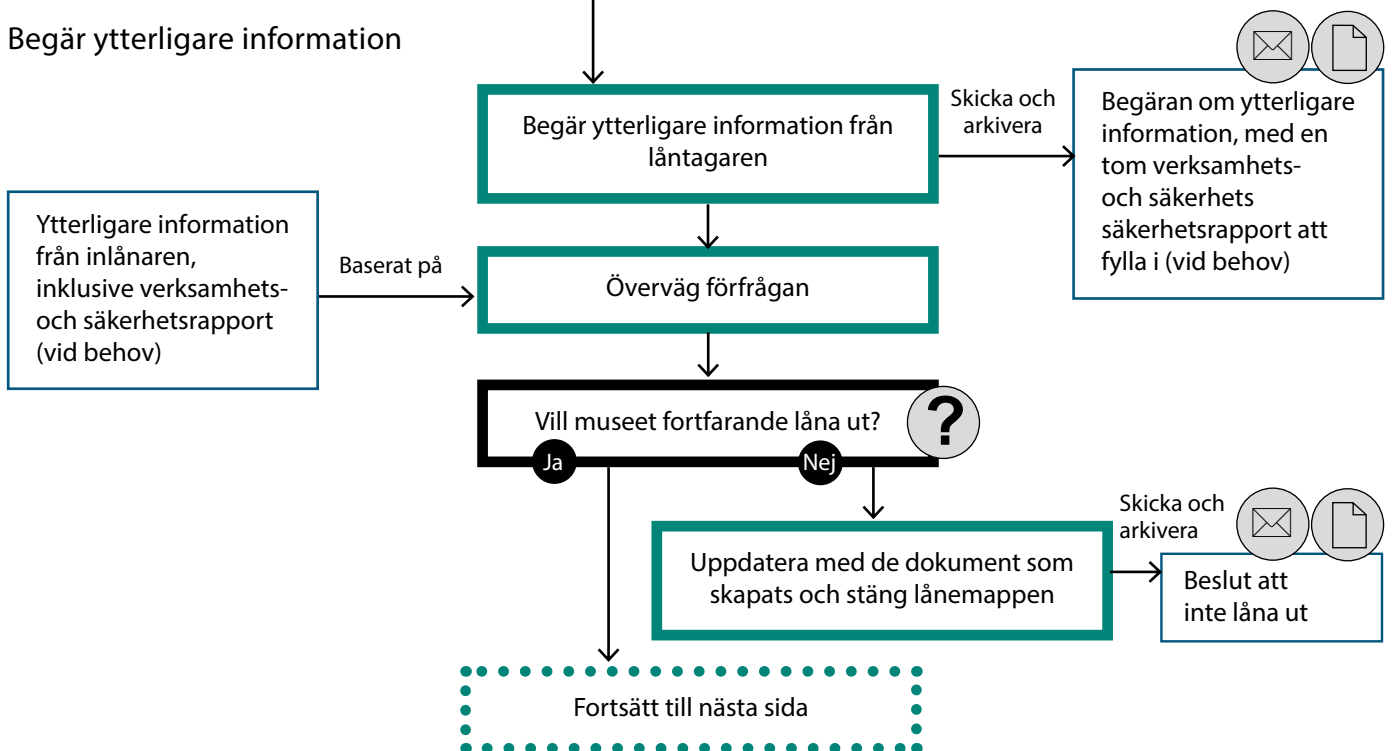 Begär ytterligare information
Begär ytterligare information från
låntagaren
Skicka och
arkivera
Begäran om ytterligare
information, med en
tom verksamhets-
och säkerhets
säkerhetsrapport att
fylla i (vid behov)
Ytterligare information
från inlånaren,
inklusive verksamhets-
och säkerhetsrapport
(vid behov)
Baserat på
Överväg förfrågan
Vill museet fortfarande låna ut?
?
Ja
Nej
Uppdatera med de dokument som
skapats och stäng lånemappen
Skicka och
arkivera
Beslut att
inte låna ut
Fortsätt till nästa sida